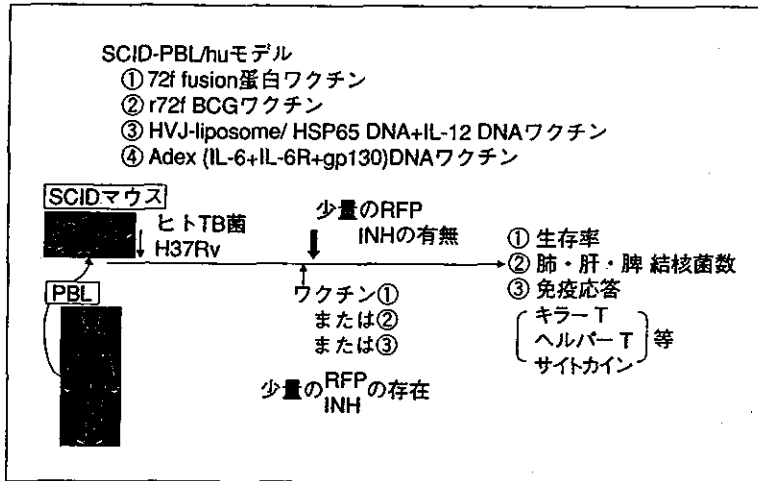 SCID-PBL/huモデル
① 72f fusion蛋白ワクチン
② r72f BCGワクチン
③ HVJ-liposome/ HSP65 DNA+IL-12 DNAワクチン
④ Adex (IL-6+IL-6R+gp130)DNAワクチン
SCIDマウス
ヒトTB菌
H37Rv
少量のRFP
INHの有無
PBL
ワクチン①
または②
または③
少量のRFPの存在
INH
① 生存率
② 肺・肝・脾 結核菌数
③ 免疫応答
キラーT
ヘルパーT 等
サイトカイン